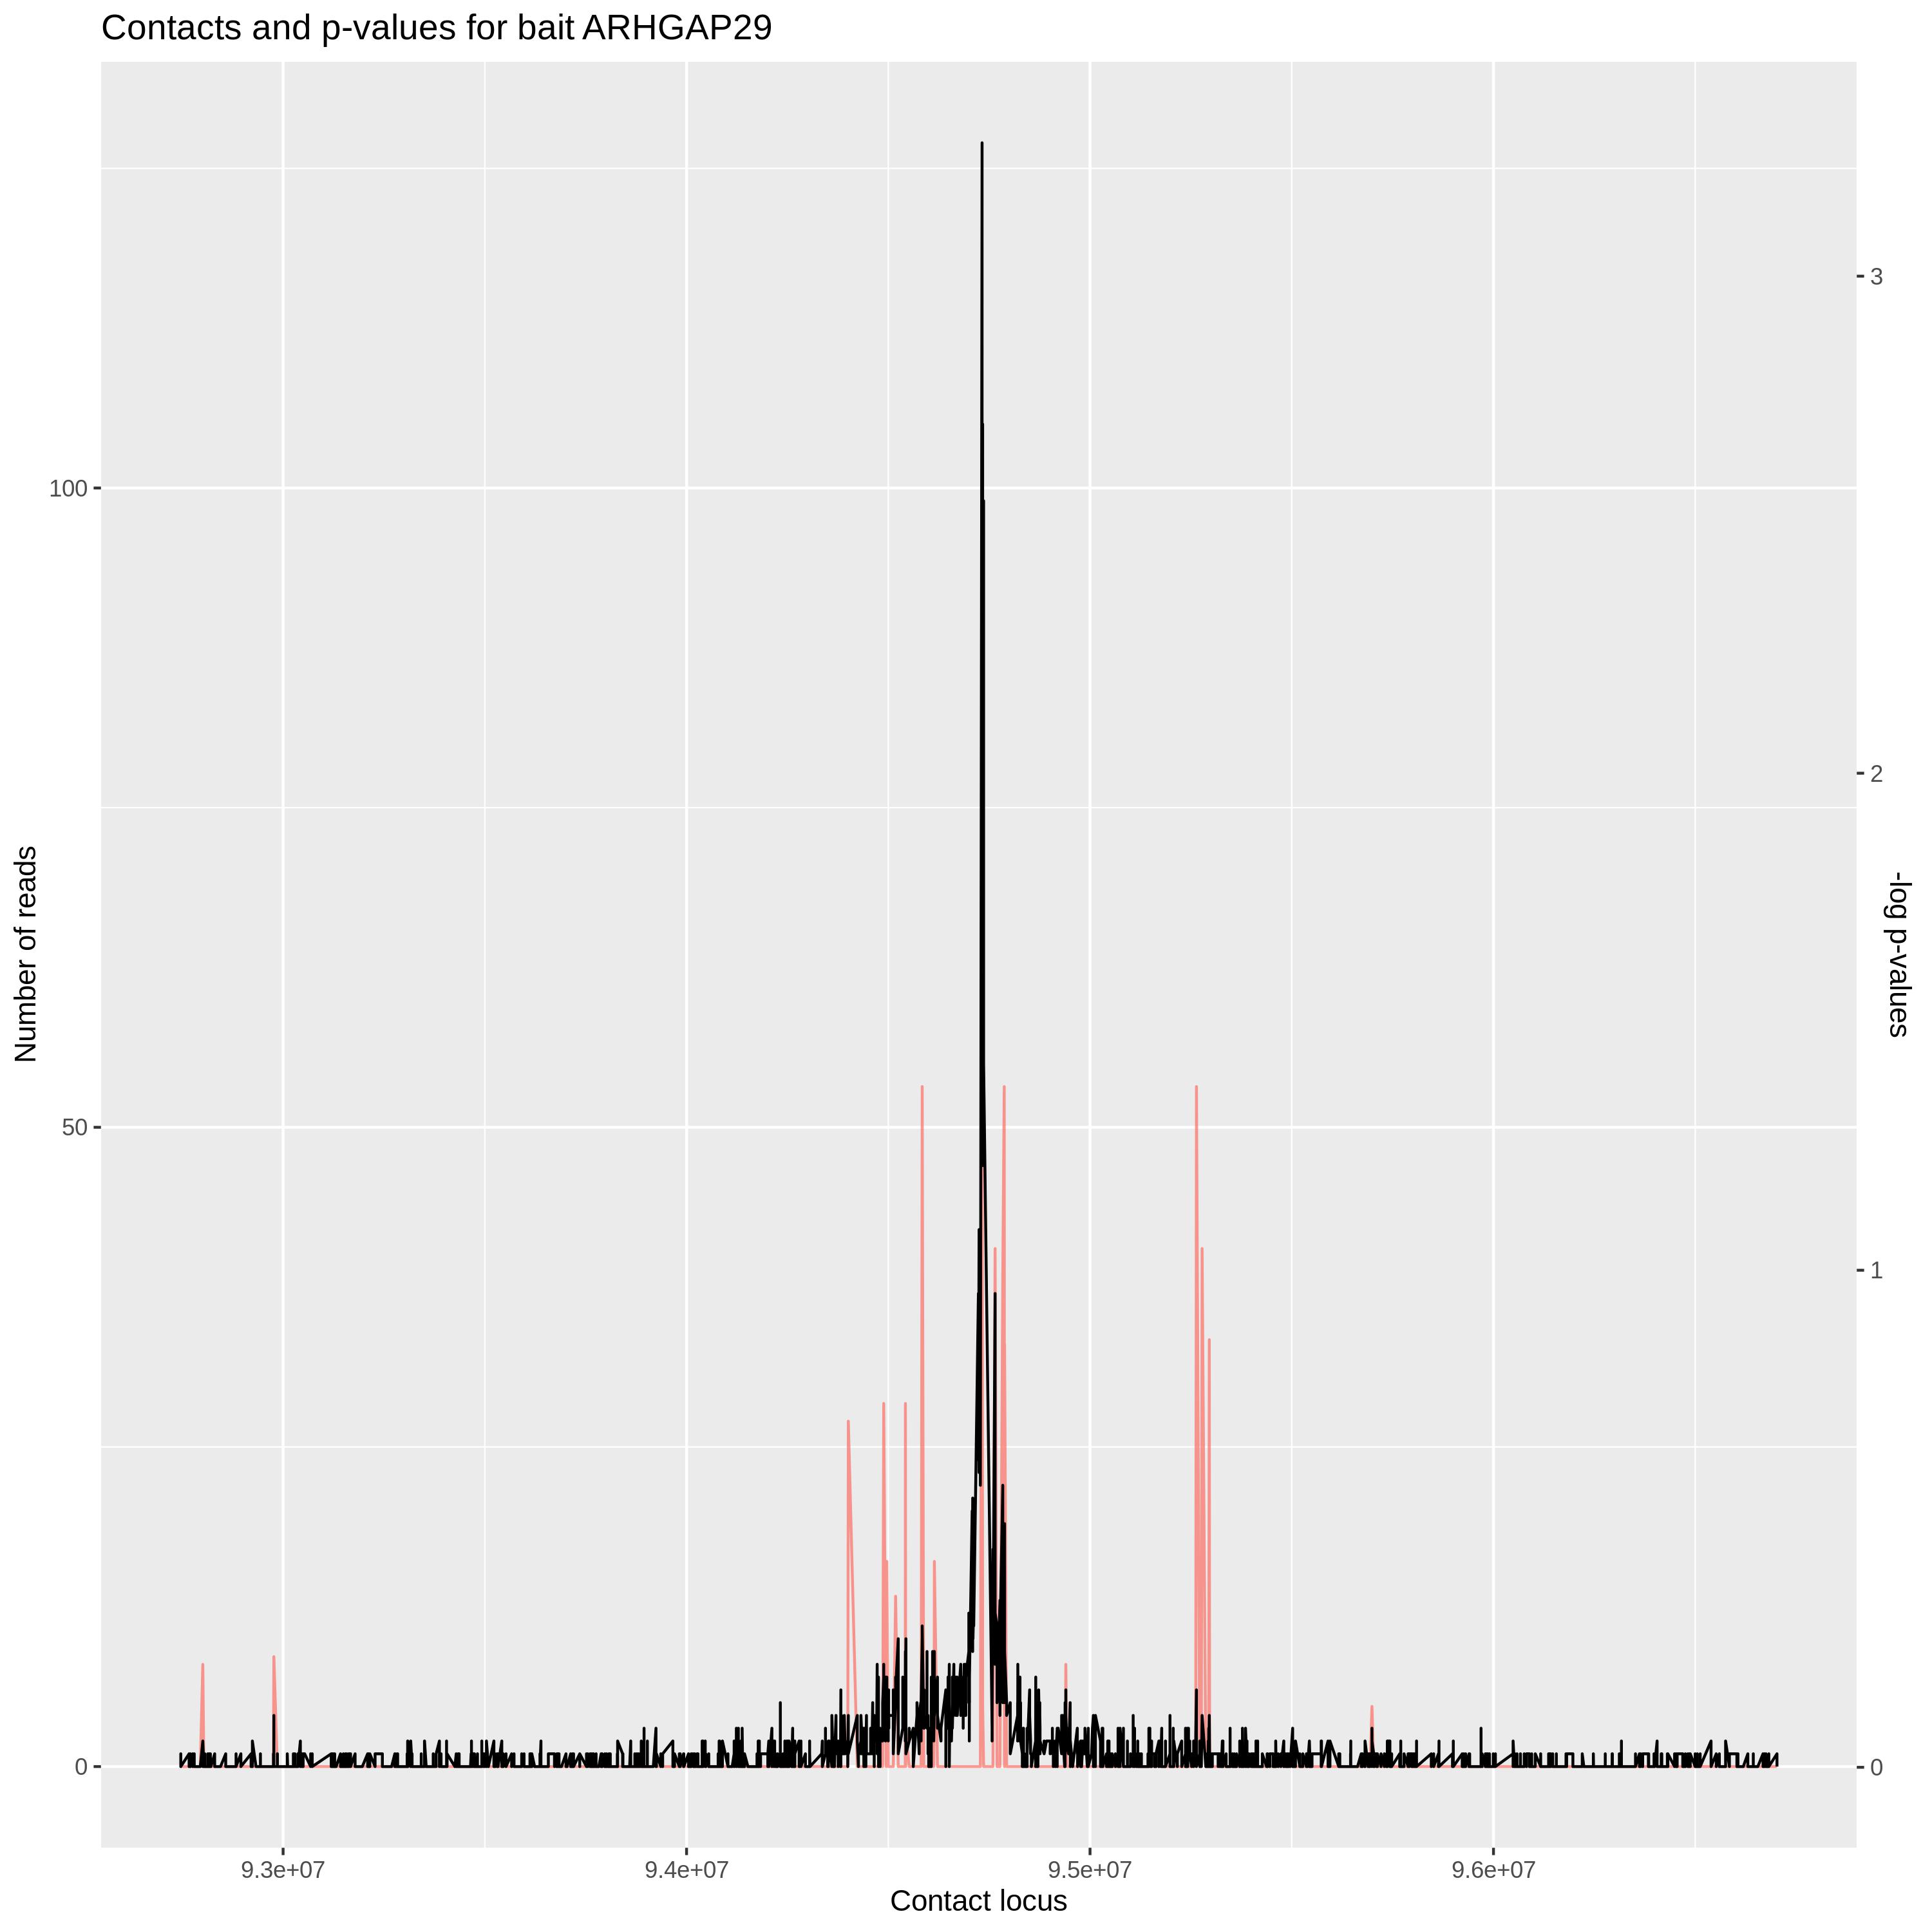 Contacts and p-values for bait ARHGAP29
Number of reads
100
50
0
-log p-values
3
2
1
0
9.3e+07
9.4e+07
9.5e+07
9.6e+07
Contact locus